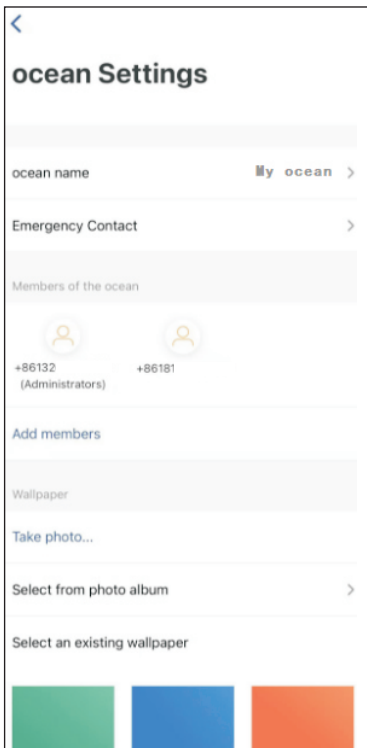 ocean Settings
ocean name My ocean
Emergency Contact
Members of the ocean
+86132 +86181
(Administrators)
Add members
Wallpaper
Take photo...
Select from photo album
Select an existing wallpaper